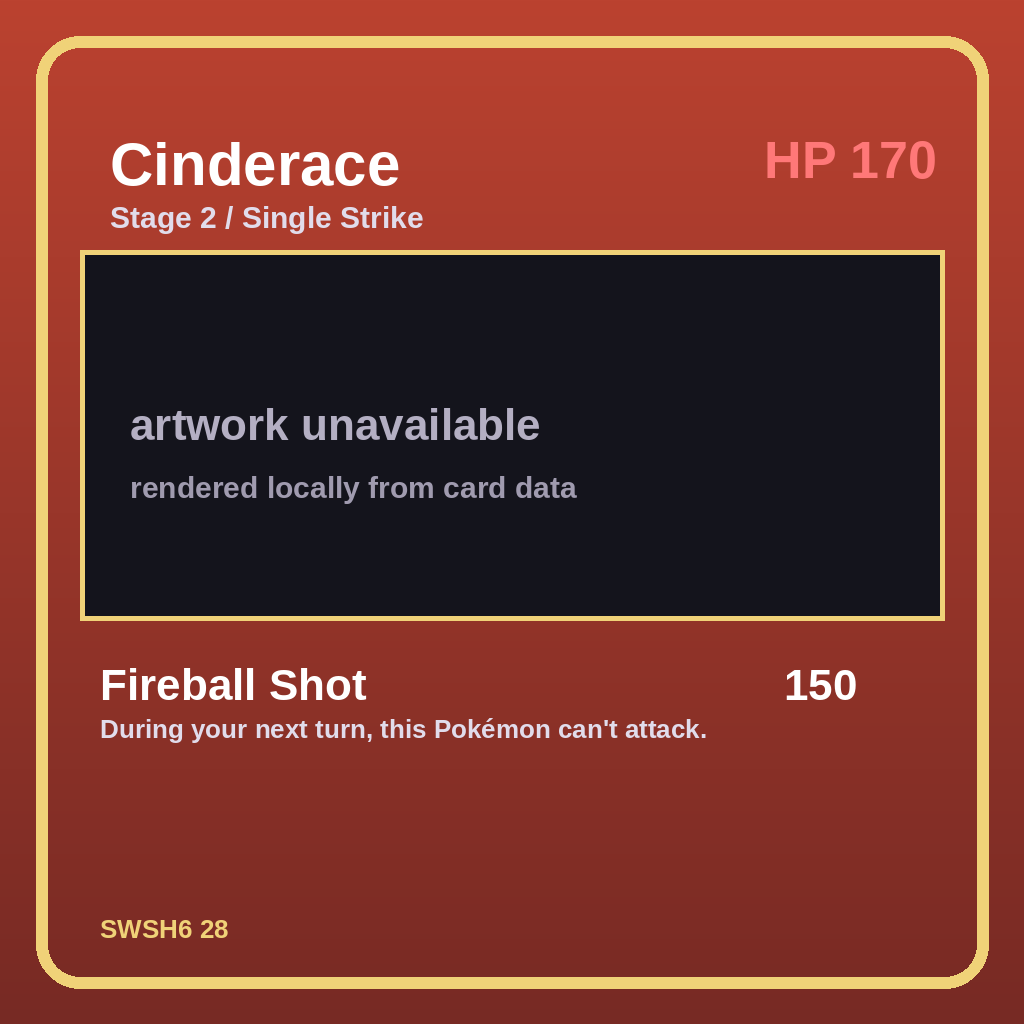 Cinderace
HP 170
Stage 2 / Single Strike
artwork unavailable
rendered locally from card data
Fireball Shot
150
During your next turn, this Pokémon can't attack.
SWSH6 28